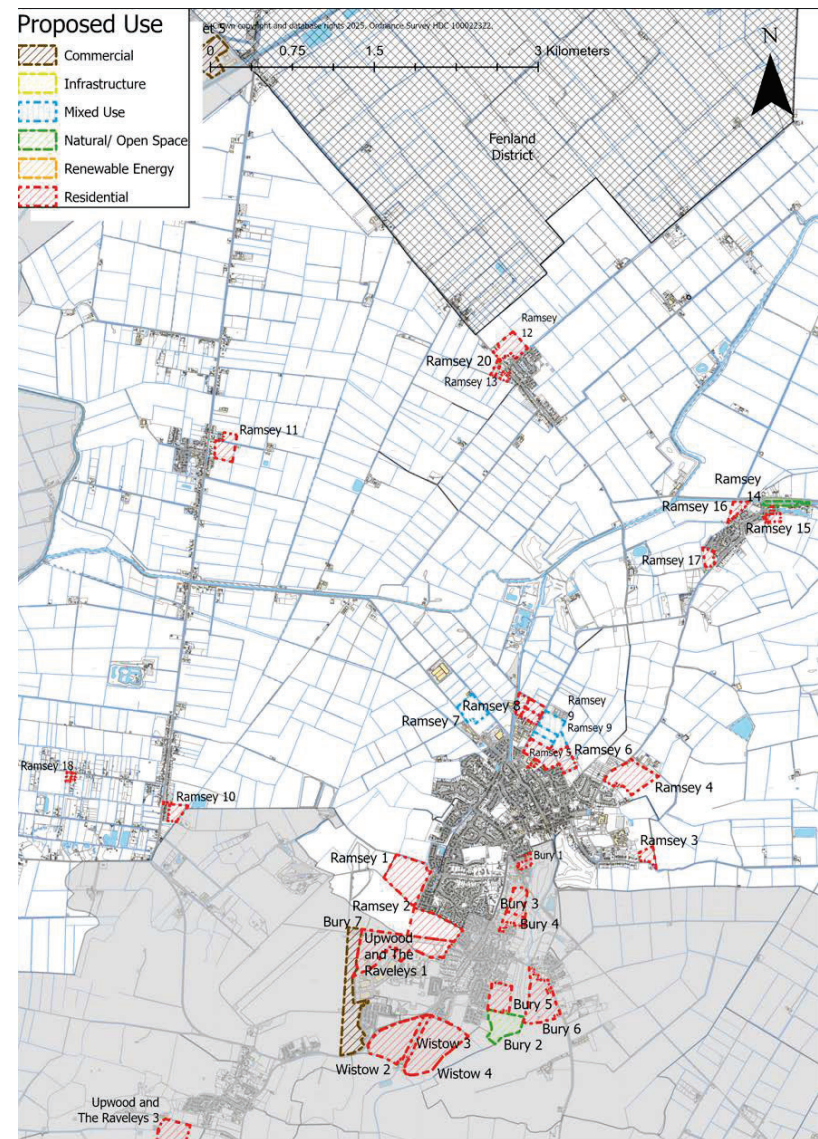 Proposed Use
Commercial
Infrastructure
Mixed Use
Natural/ Open Space
Renewable Energy
Residential
Crown copyright and database rights 2025, Ordnance Survey HDC 100022322.
et 5
0 0.75 1.5 3 Kilometers
N
Fenland
District
Ramsey
12
Ramsey 20
Ramsey 13
Ramsey 11
Ramsey
14
Ramsey 16
Ramsey 15
Ramsey 17
Ramsey 8
Ramsey
9
Ramsey 7
Ramsey 9
Ramsey 5
Ramsey 6
Ramsey 18
Ramsey 4
Ramsey 10
Ramsey 3
Ramsey 1
Bury 1
Ramsey 2
Bury 3
Bury 7
Bury 4
Upwood
and The
Raveleys 1
Bury 5
Bury 6
Wistow 3
Bury 2
Wistow 2
Wistow 4
Upwood and
The Raveleys 3